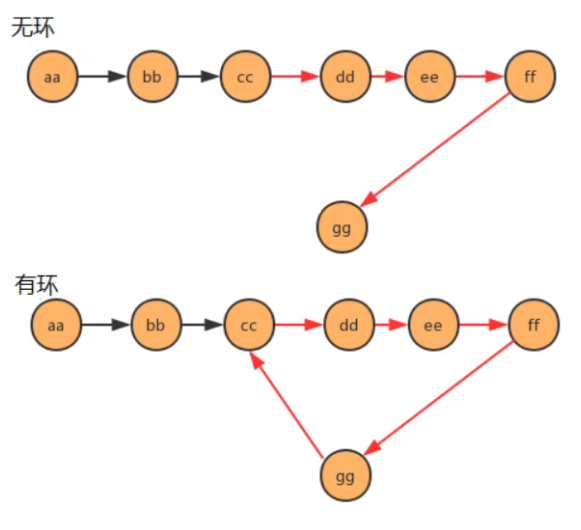 无环
aa bb cc dd ee ff
gg
有环
aa bb cc dd ee ff
gg